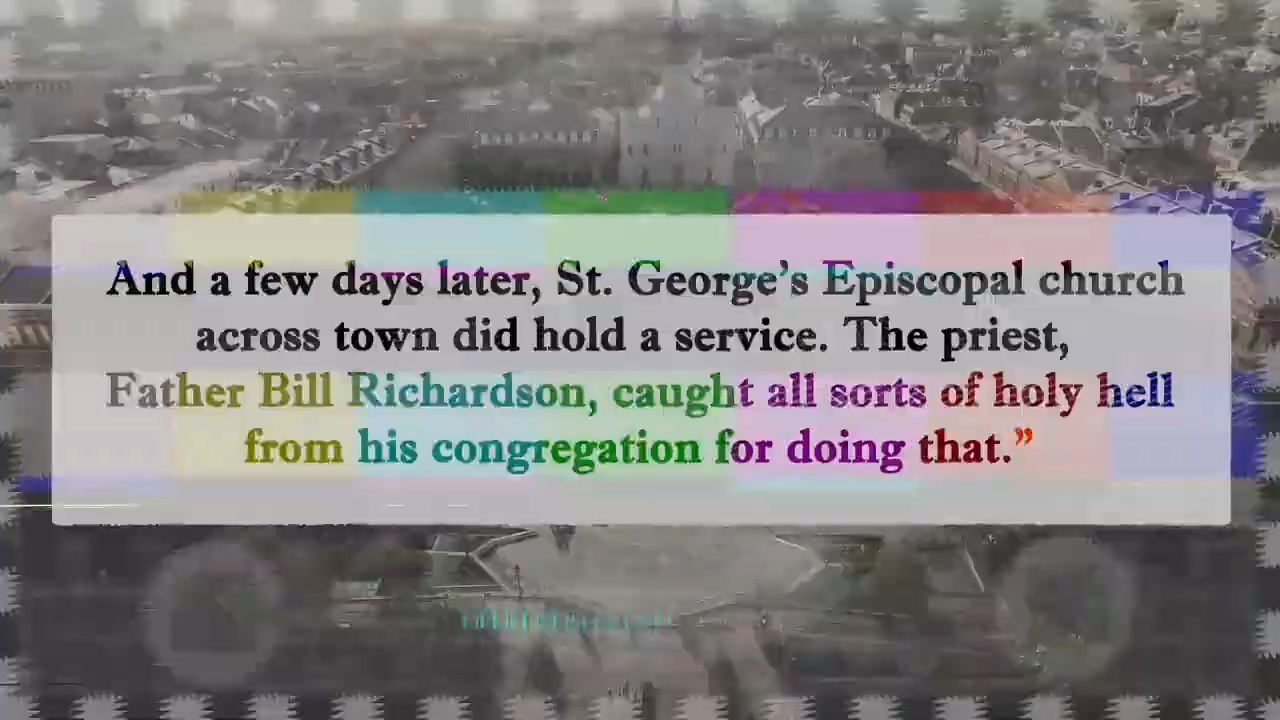 And a few days later, St. George’s Episcopal church
across town did hold a service. The priest,
Father Bill Richardson, caught all sorts of holy hell
from his congregation for doing that.”